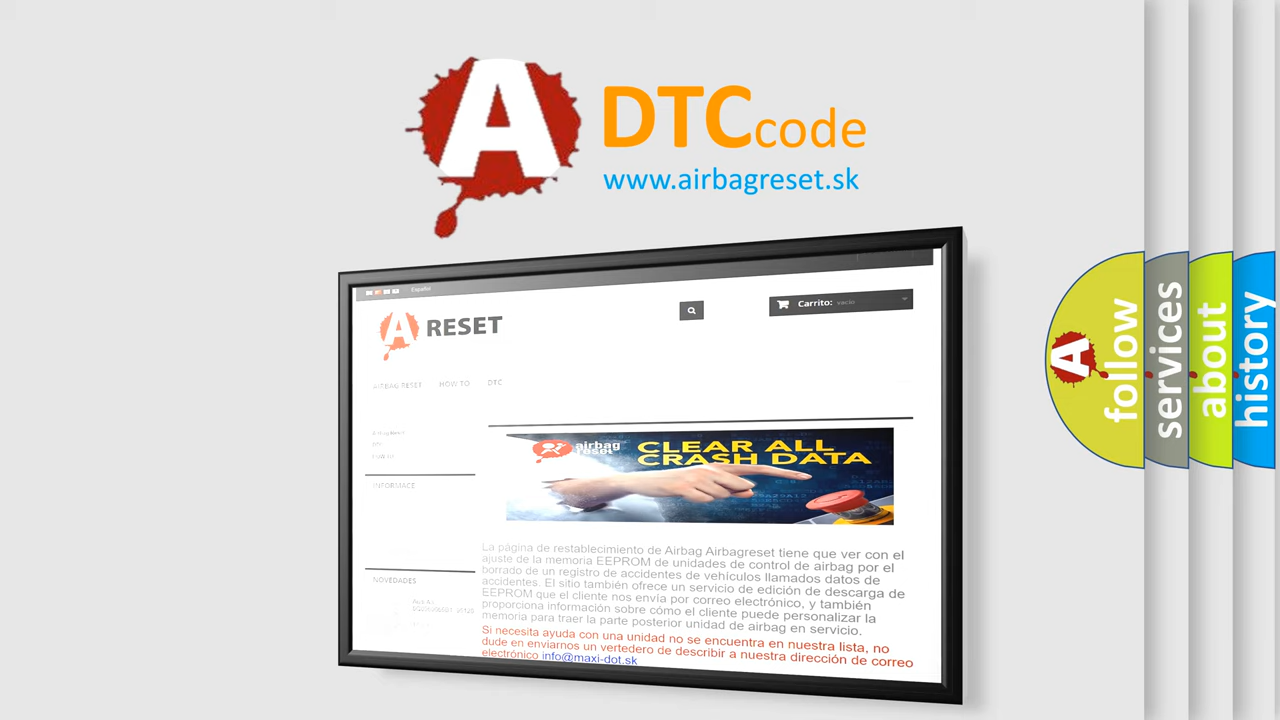 A DTCcode
www.airbagreset.sk
Español
A RESET
Carrito: vacío
AIRBAG RESET HOW TO DTC
INFORMACE
airbag
reset
CLEAR ALL
CRASH DATA
La página de restablecimiento de Airbag Airbagreset tiene que ver con el
ajuste de la memoria EEPROM de unidades de control de airbag por el
borrado de un registro de accidentes de vehículos llamados datos de
accidentes. El sitio también ofrece un servicio de edición de descarga de
EEPROM que el cliente nos envía por correo electrónico, y también
proporciona información sobre cómo el cliente puede personalizar la
memoria para traer la parte posterior unidad de airbag en servicio.
Si necesita ayuda con una unidad no se encuentra en nuestra lista, no
dude en enviarnos un vertedero de describir a nuestra dirección de correo
electrónico info@maxi-dot.sk
NOVEDADES
A
follow
services
about
history